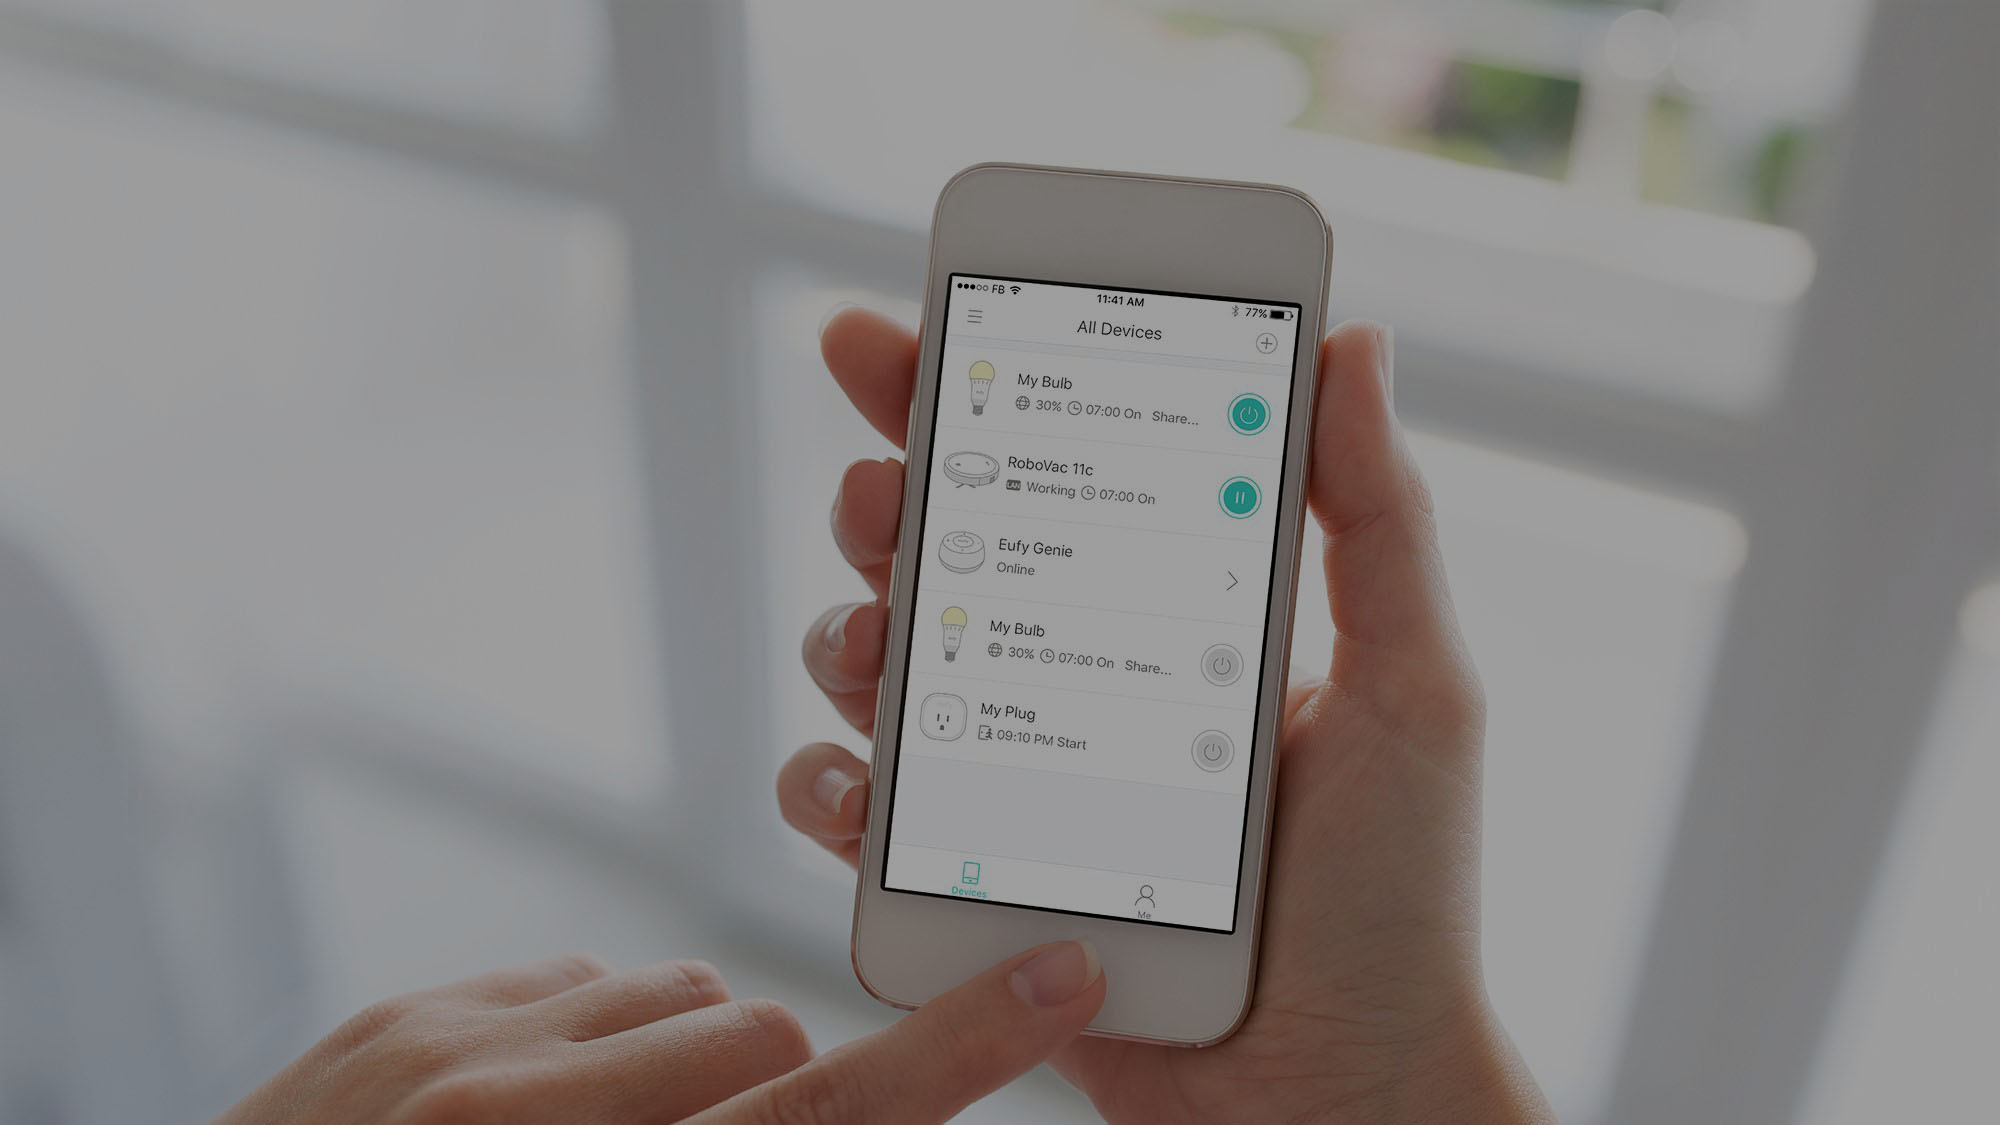 FB
11:41 AM
77%
All Devices
My Bulb
30% 07:00 On Share...
RoboVac 11c
LAN Working 07:00 On
eufy
Eufy Genie
Online
My Bulb
30% 07:00 On Share...
My Plug
09:10 PM Start
Devices
Me